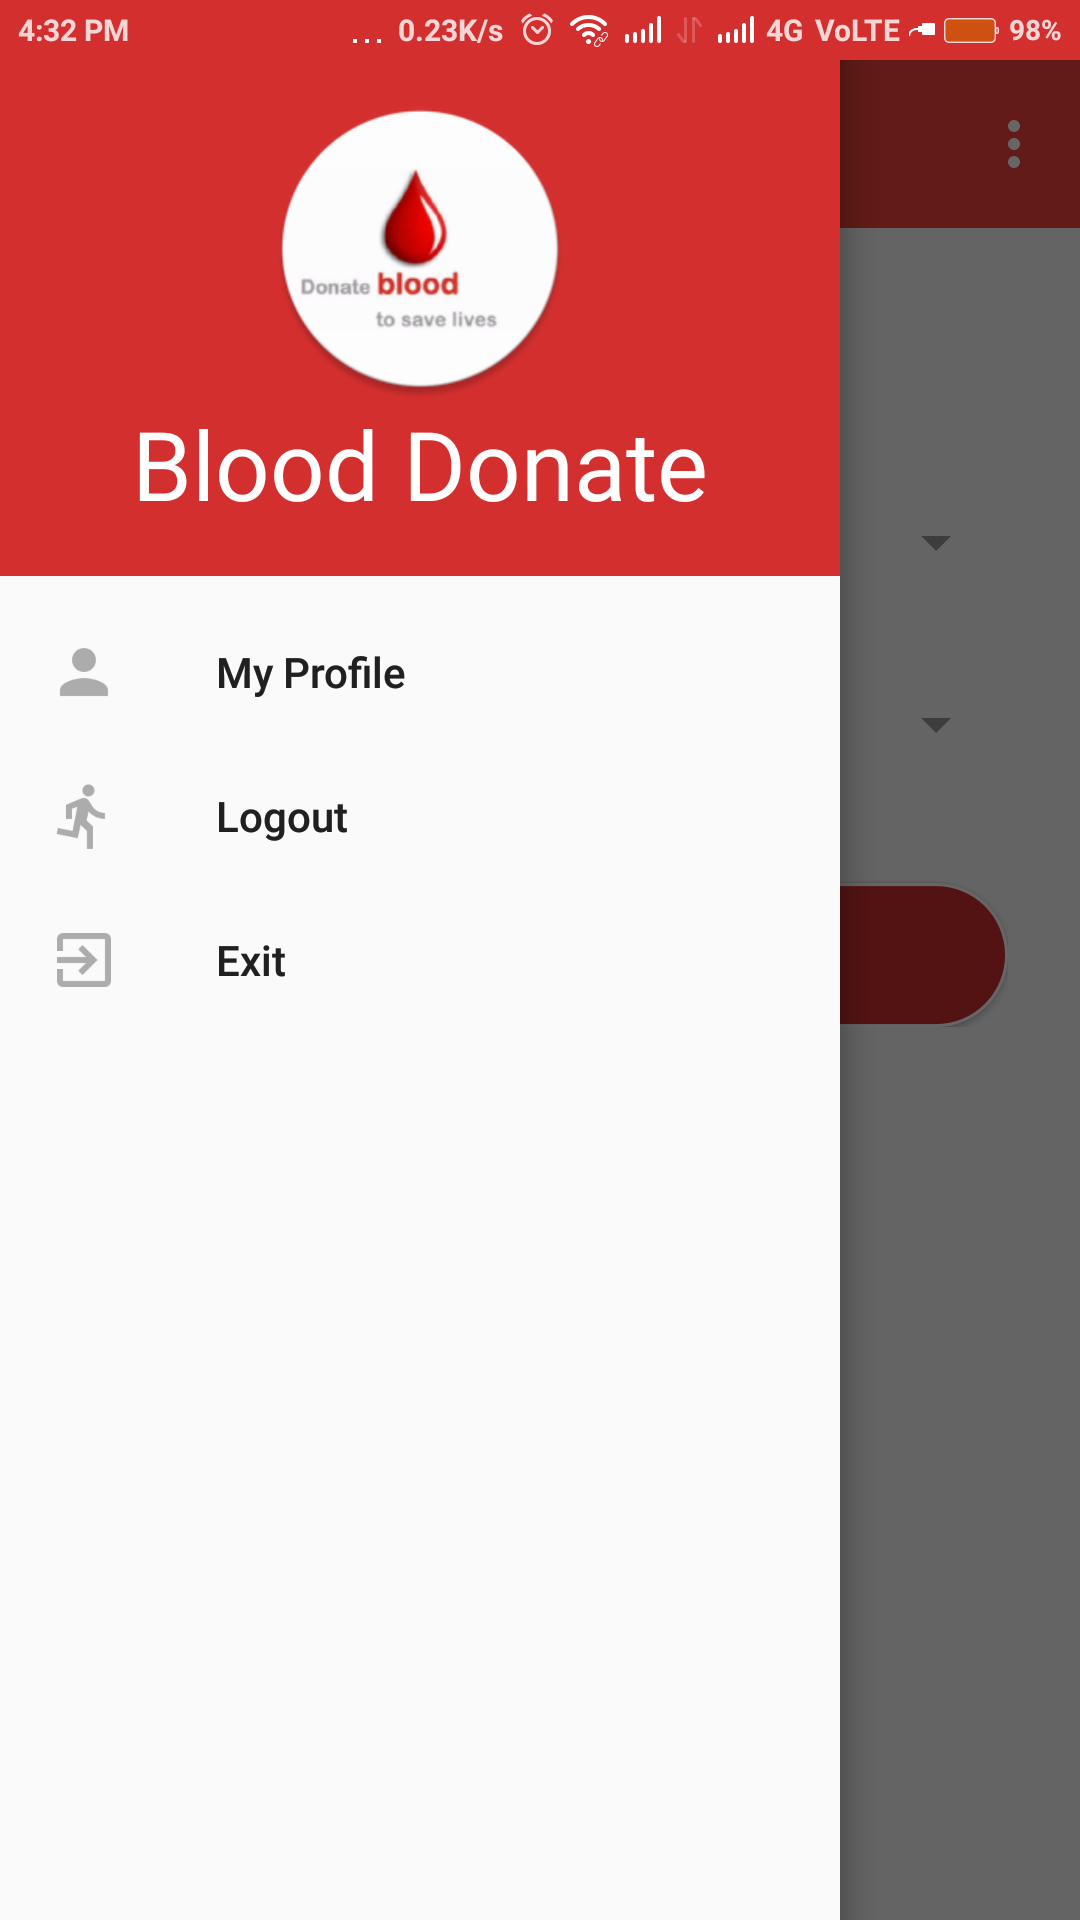 4:32 PM ... 0.23K/s 4G VoLTE 98%
Donate blood
to save lives
Blood Donate
My Profile
Logout
Exit